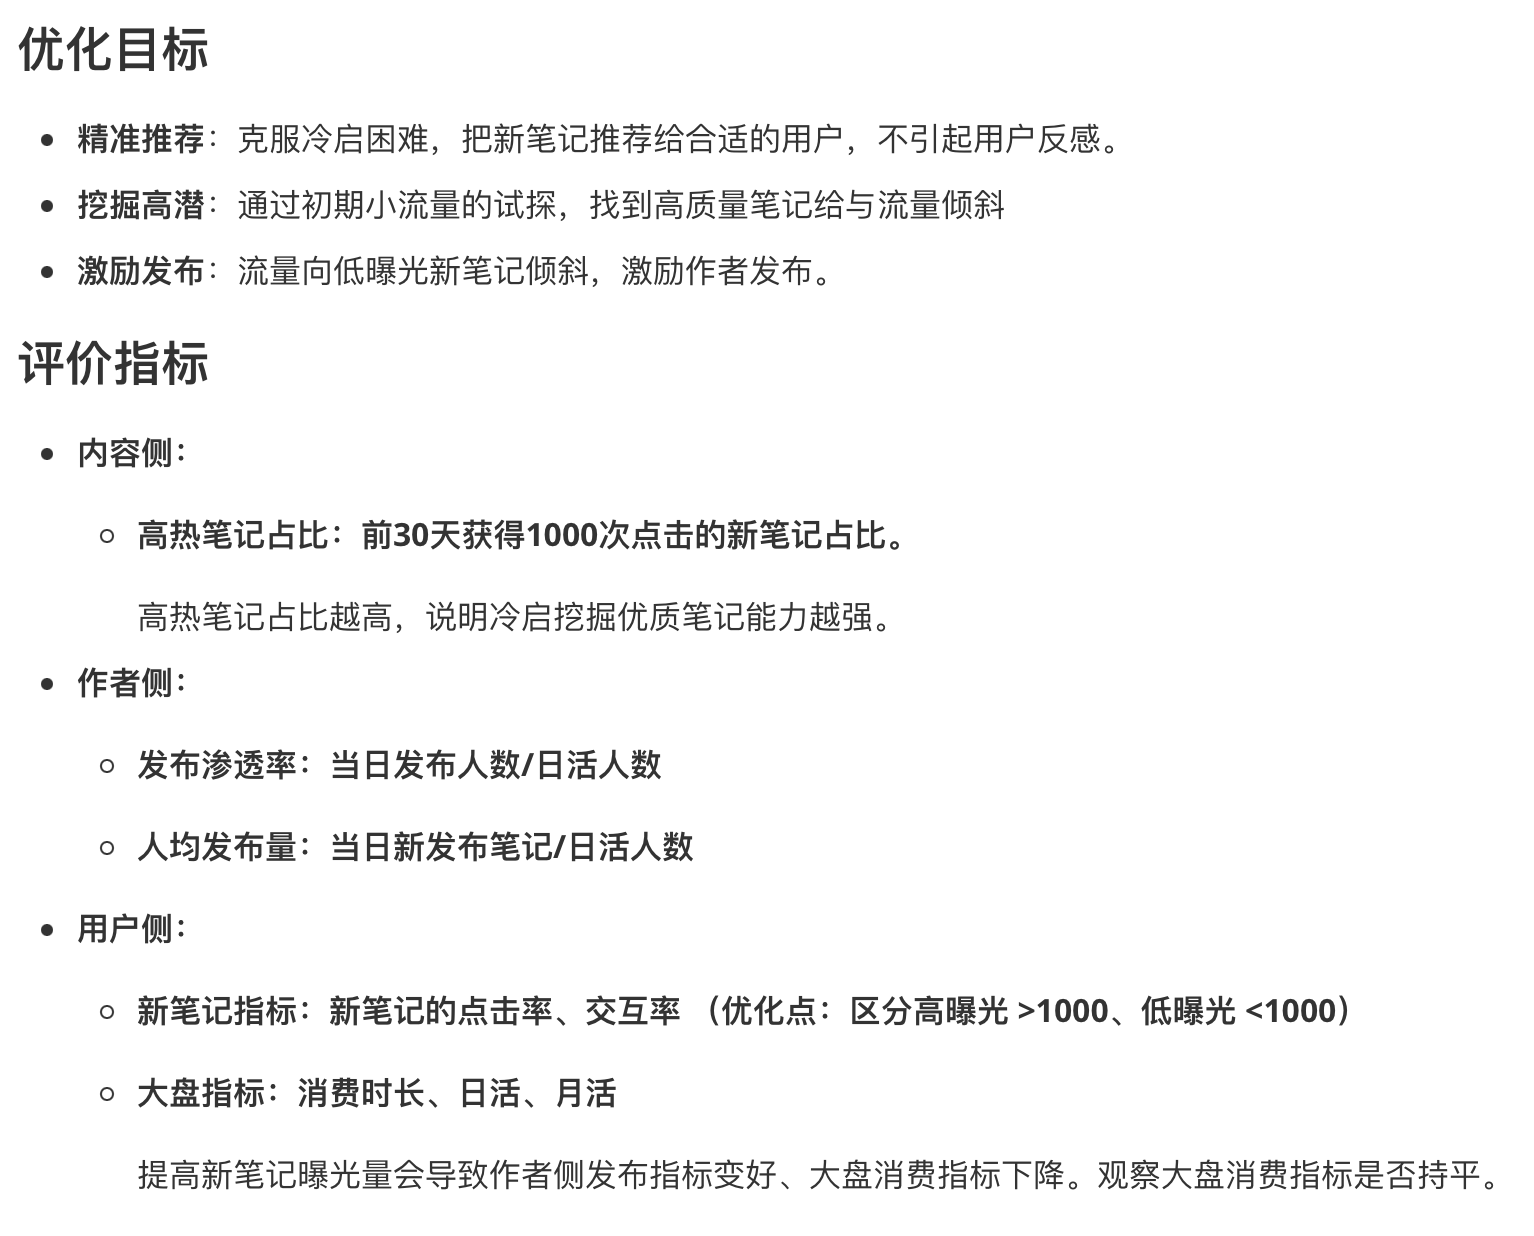 优化目标
精准推荐：克服冷启困难，把新笔记推荐给合适的用户，不引起用户反感。
挖掘高潜：通过初期小流量的试探，找到高质量笔记给与流量倾斜
激励发布：流量向低曝光新笔记倾斜，激励作者发布。
评价指标
内容侧：
高热笔记占比：前30天获得1000次点击的新笔记占比。
高热笔记占比越高，说明冷启挖掘优质笔记能力越强。
作者侧：
发布渗透率：当日发布人数/日活人数
人均发布量：当日新发布笔记/日活人数
用户侧：
新笔记指标：新笔记的点击率、交互率 （优化点：区分高曝光 >1000、低曝光 <1000）
大盘指标：消费时长、日活、月活
提高新笔记曝光量会导致作者侧发布指标变好、大盘消费指标下降。观察大盘消费指标是否持平。